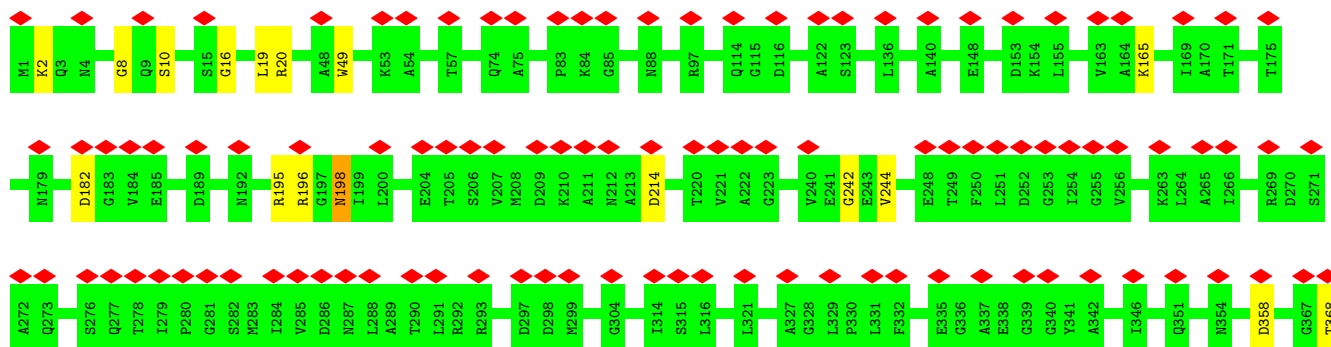 M1 K2 Q3 N4 G8 Q9 S10 S15 G16 L19 R20 A48 W49 K53 A54 T57 Q74 A75 P83 K84 G85 N88 R97 Q114 G115 D116 A122 S123 L136 A140 E148 D153 K154 L155 V163 A164 K165 I169 A170 T171 T175
N179 D182 G183 V184 E185 D189 N192 R195 R196 G197 N198 I199 L200 E204 T205 S206 V207 M208 D209 K210 A211 N212 A213 D214 T220 V221 A222 G223 V240 E241 G242 E243 V244 E248 T249 F250 L251 D252 G253 I254 G255 V256 K263 L264 A265 I266 R269 D270 S271
A272 Q273 S276 Q277 T278 I279 P280 G281 S282 M283 I284 V285 D286 N287 L288 A289 T290 L291 R292 R293 D297 D298 M299 G304 I314 S315 L316 L321 A327 G328 L329 P330 L331 F332 E335 G336 A337 E338 G339 G340 Y341 A342 I346 Q351 N354 D358 G367 T368